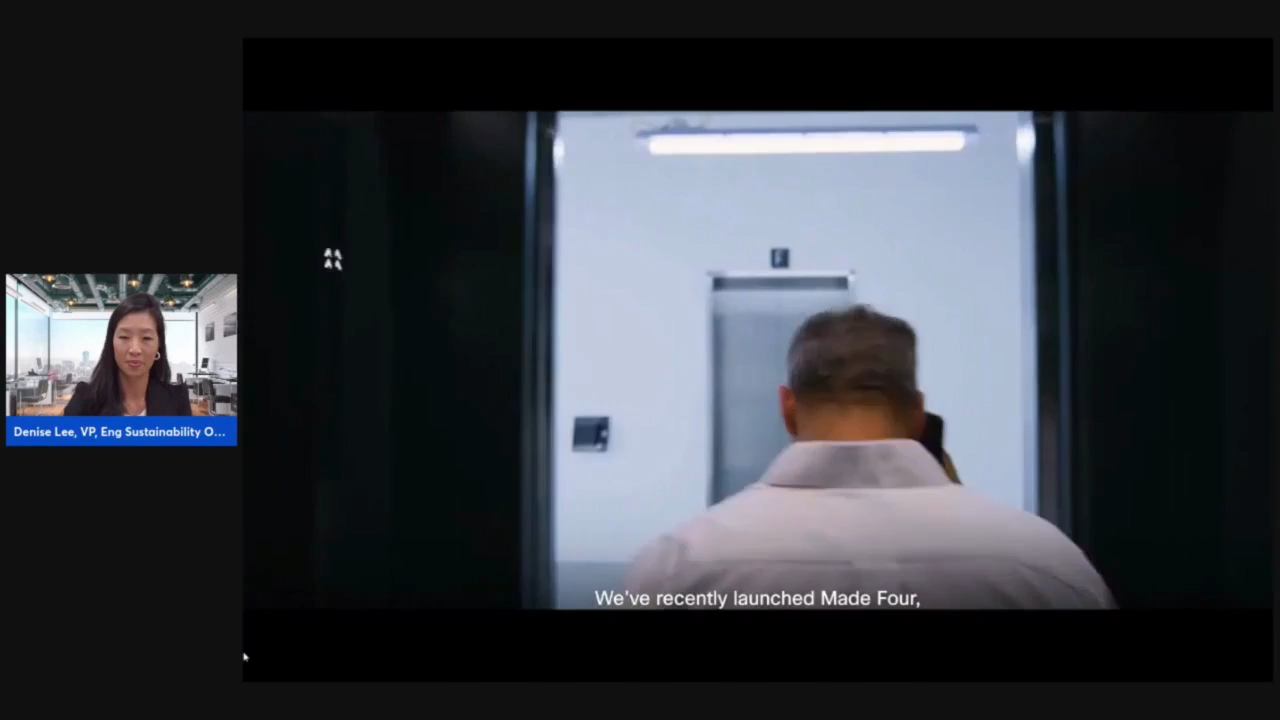 Denise Lee, VP, Eng Sustainability O...
We've recently launched Made Four,